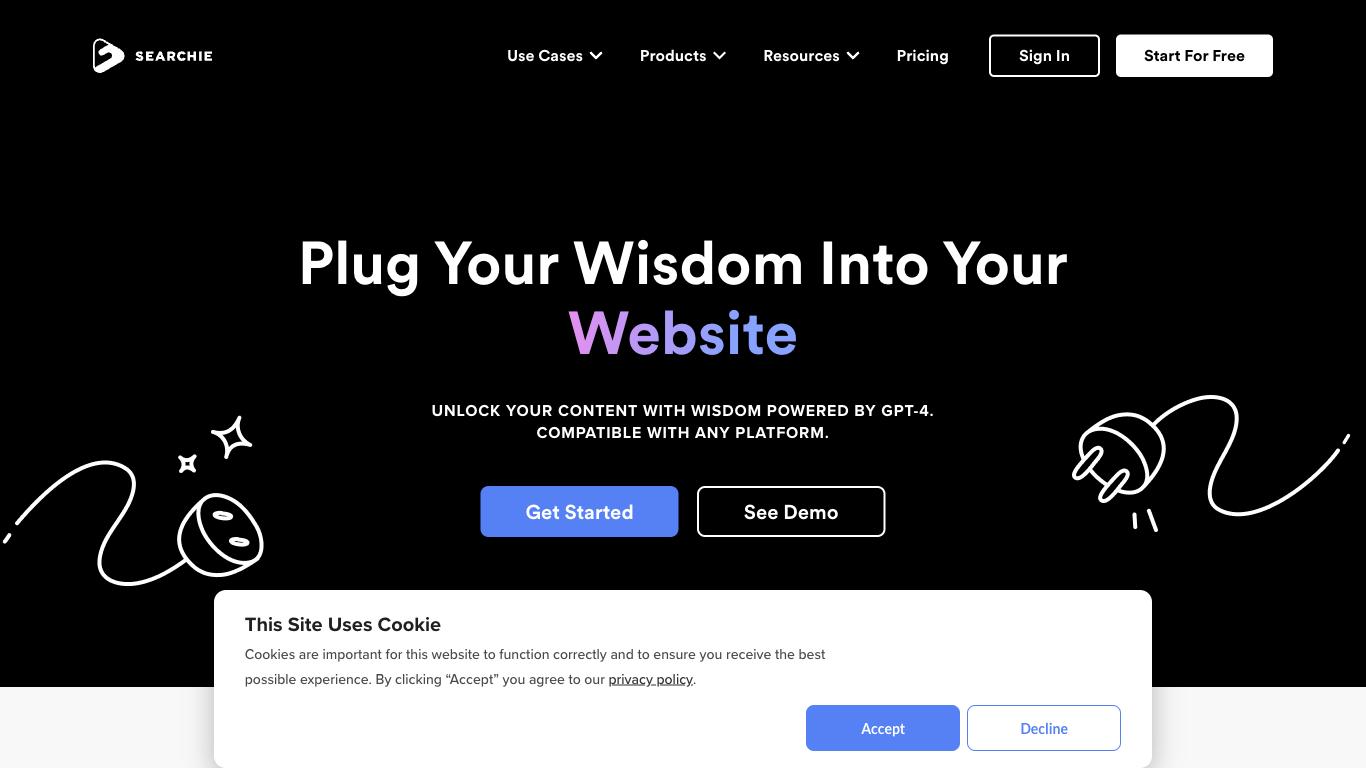 SEARCHIE
Use Cases
Products
Resources
Pricing
Sign In
Start For Free
Plug Your Wisdom Into Your
Website
UNLOCK YOUR CONTENT WITH WISDOM POWERED BY GPT-4.
COMPATIBLE WITH ANY PLATFORM.
Get Started
See Demo
This Site Uses Cookie
Cookies are important for this website to function correctly and to ensure you receive the best
possible experience. By clicking “Accept” you agree to our privacy policy.
Accept
Decline